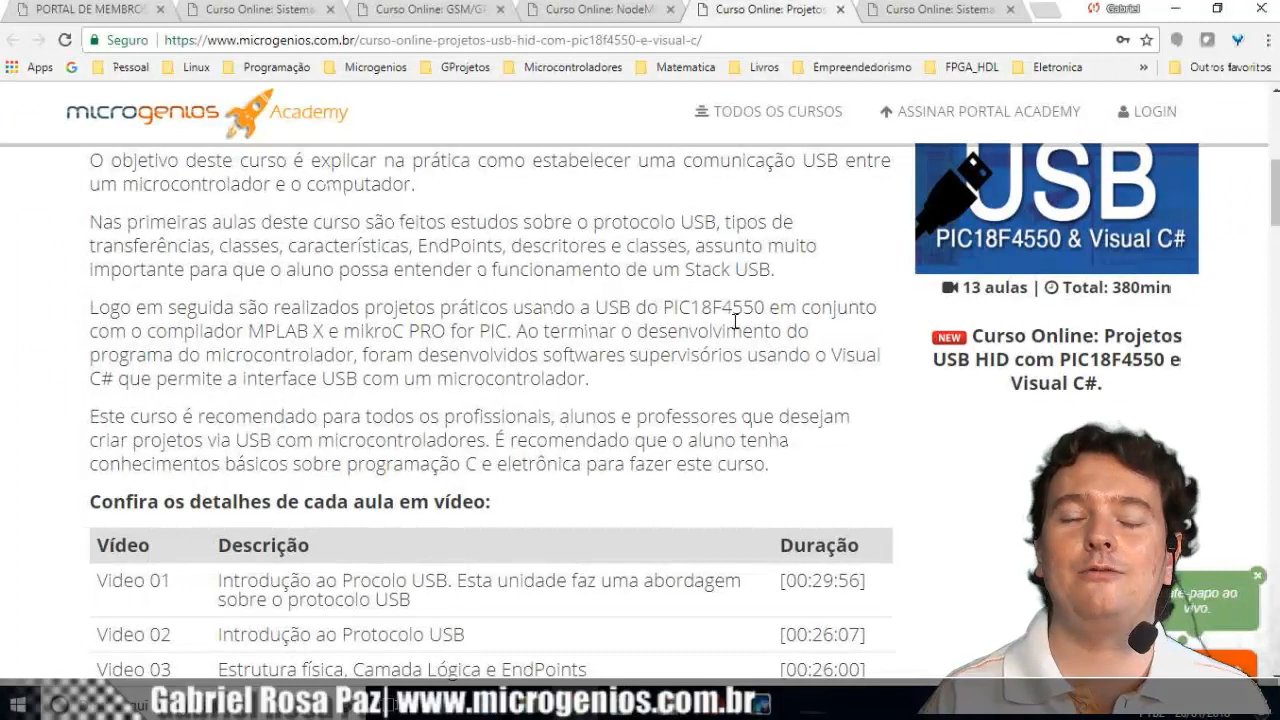 PORTAL DE MEMBRO
Curso Online: Sistema
Curso Online: GSM/G
Curso Online: NodeM
Curso Online: Projetos
Curso Online: Sistema
Gabriel
Seguro
https://www.microgenios.com.br/curso-online-projetos-usb-hid-com-pic18f4550-e-visual-c/
Apps Pessoal Linux Programação Microgenios GProjetos Microcontroladores Matematica Livros Empreendedorismo FPGA_HDL Eletronica » Outros favoritos
microgenios Academy
TODOS OS CURSOS ASSINAR PORTAL ACADEMY LOGIN
O objetivo deste curso é explicar na prática como estabelecer uma comunicação USB entre
um microcontrolador e o computador.
Nas primeiras aulas deste curso são feitos estudos sobre o protocolo USB, tipos de
transferências, classes, características, EndPoints, descritores e classes, assunto muito
importante para que o aluno possa entender o funcionamento de um Stack USB.
Logo em seguida são realizados projetos práticos usando a USB do PIC18F4550 em conjunto
com o compilador MPLAB X e mikroC PRO for PIC. Ao terminar o desenvolvimento do
programa do microcontrolador, foram desenvolvidos softwares supervisórios usando o Visual
C# que permite a interface USB com um microcontrolador.
Este curso é recomendado para todos os profissionais, alunos e professores que desejam
criar projetos via USB com microcontroladores. É recomendado que o aluno tenha
conhecimentos básicos sobre programação C e eletrônica para fazer este curso.
Confira os detalhes de cada aula em vídeo:
Vídeo Descrição Duração
Video 01 Introdução ao Procolo USB. Esta unidade faz uma abordagem [00:29:56]
sobre o protocolo USB
Video 02 Introdução ao Protocolo USB [00:26:07]
Video 03 Estrutura física, Camada Lógica e EndPoints [00:26:00]
USB
PIC18F4550 & Visual C#
13 aulas | Total: 380min
NEW Curso Online: Projetos
USB HID com PIC18F4550 e
Visual C#.
te-papo ao
vivo.
Gabriel Rosa Paz| www.microgenios.com.br